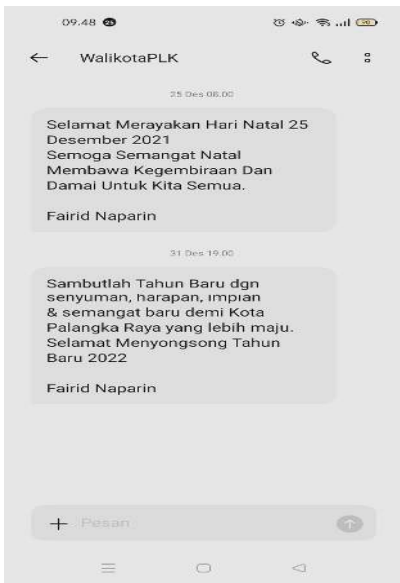 09.48
WalikotaPLK
25 Des 08.00
Selamat Merayakan Hari Natal 25
Desember 2021
Semoga Semangat Natal
Membawa Kegembiraan Dan
Damai Untuk Kita Semua.
Fairid Naparin
31 Des 19.00
Sambutlah Tahun Baru dgn
senyuman, harapan, impian
& semangat baru demi Kota
Palangka Raya yang lebih maju.
Selamat Menyongsong Tahun
Baru 2022
Fairid Naparin
Pesan